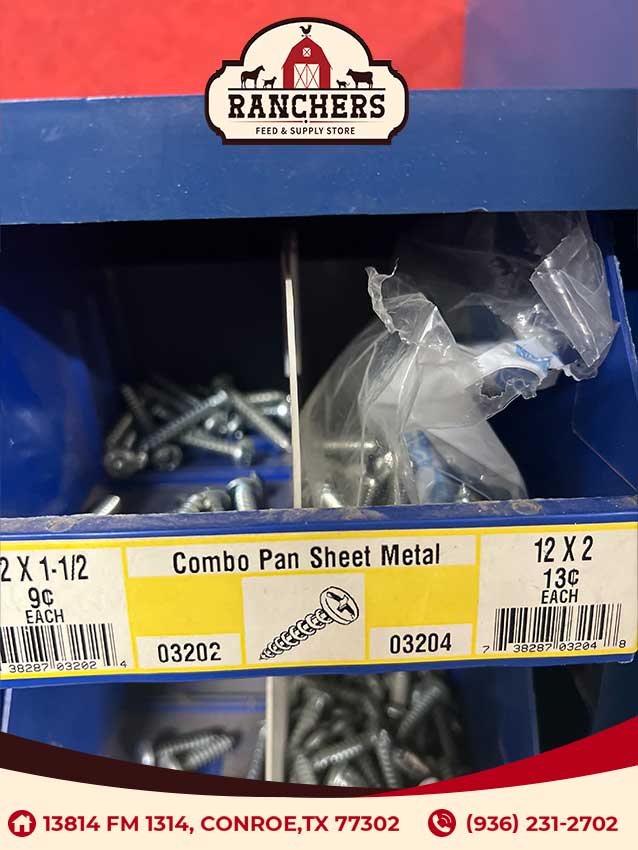 RANCHERS
FEED & SUPPLY STORE
2 X 1-1/2
9¢
EACH
38287 03202 4
Combo Pan Sheet Metal
03202
03204
12 X 2
13¢
EACH
7 38287 03204 8
13814 FM 1314, CONROE,TX 77302
(936) 231-2702